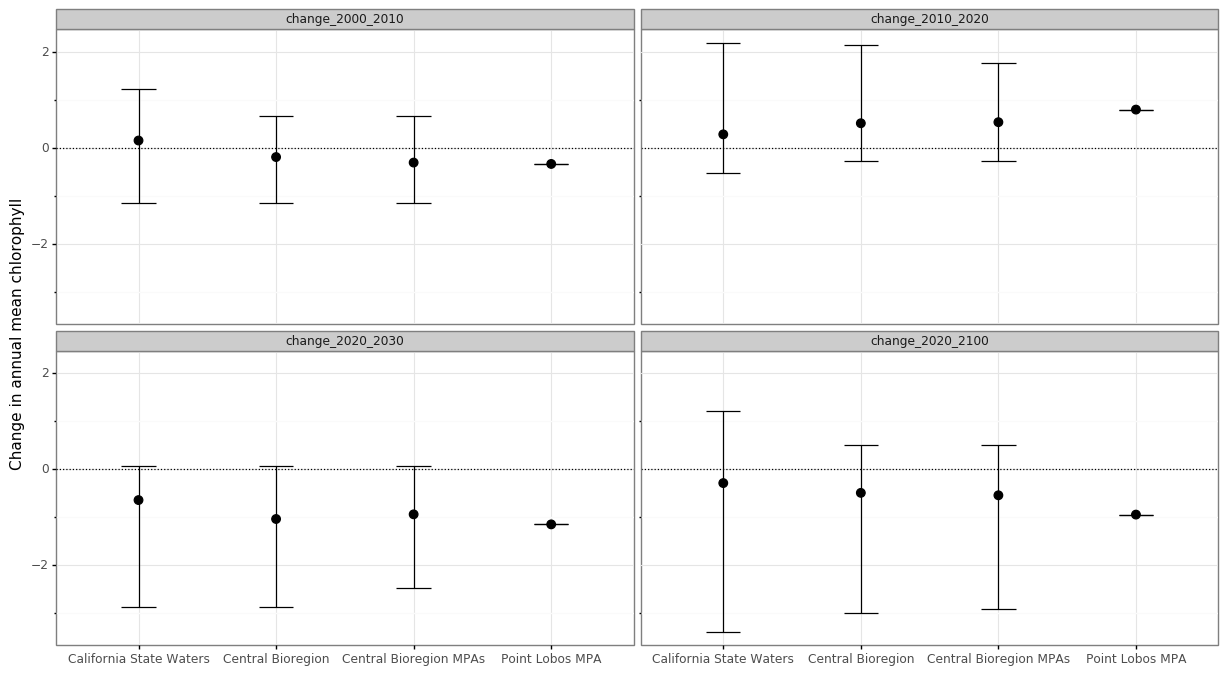 change_2000_2010
change_2010_2020
2
0
−2
Change in annual mean chlorophyll
change_2020_2030
change_2020_2100
2
0
−2
California State Waters
Central Bioregion
Central Bioregion MPAs
Point Lobos MPA
California State Waters
Central Bioregion
Central Bioregion MPAs
Point Lobos MPA